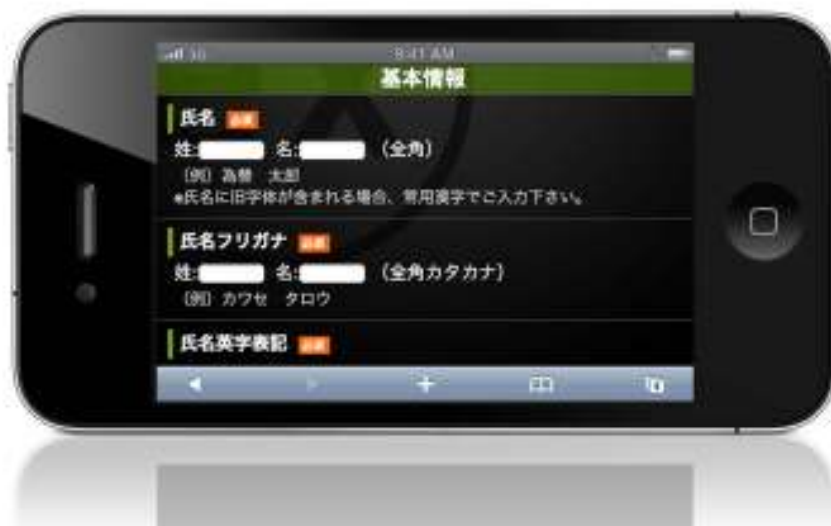 3G 9:41 AM
基本情報
氏名 必須
姓: 名: (全角)
(例) 為替 太郎
※氏名に旧字体が含まれる場合、常用漢字でご入力下さい。
氏名フリガナ 必須
姓: 名: (全角カタカナ)
(例) カワセ タロウ
氏名英字表記 必須